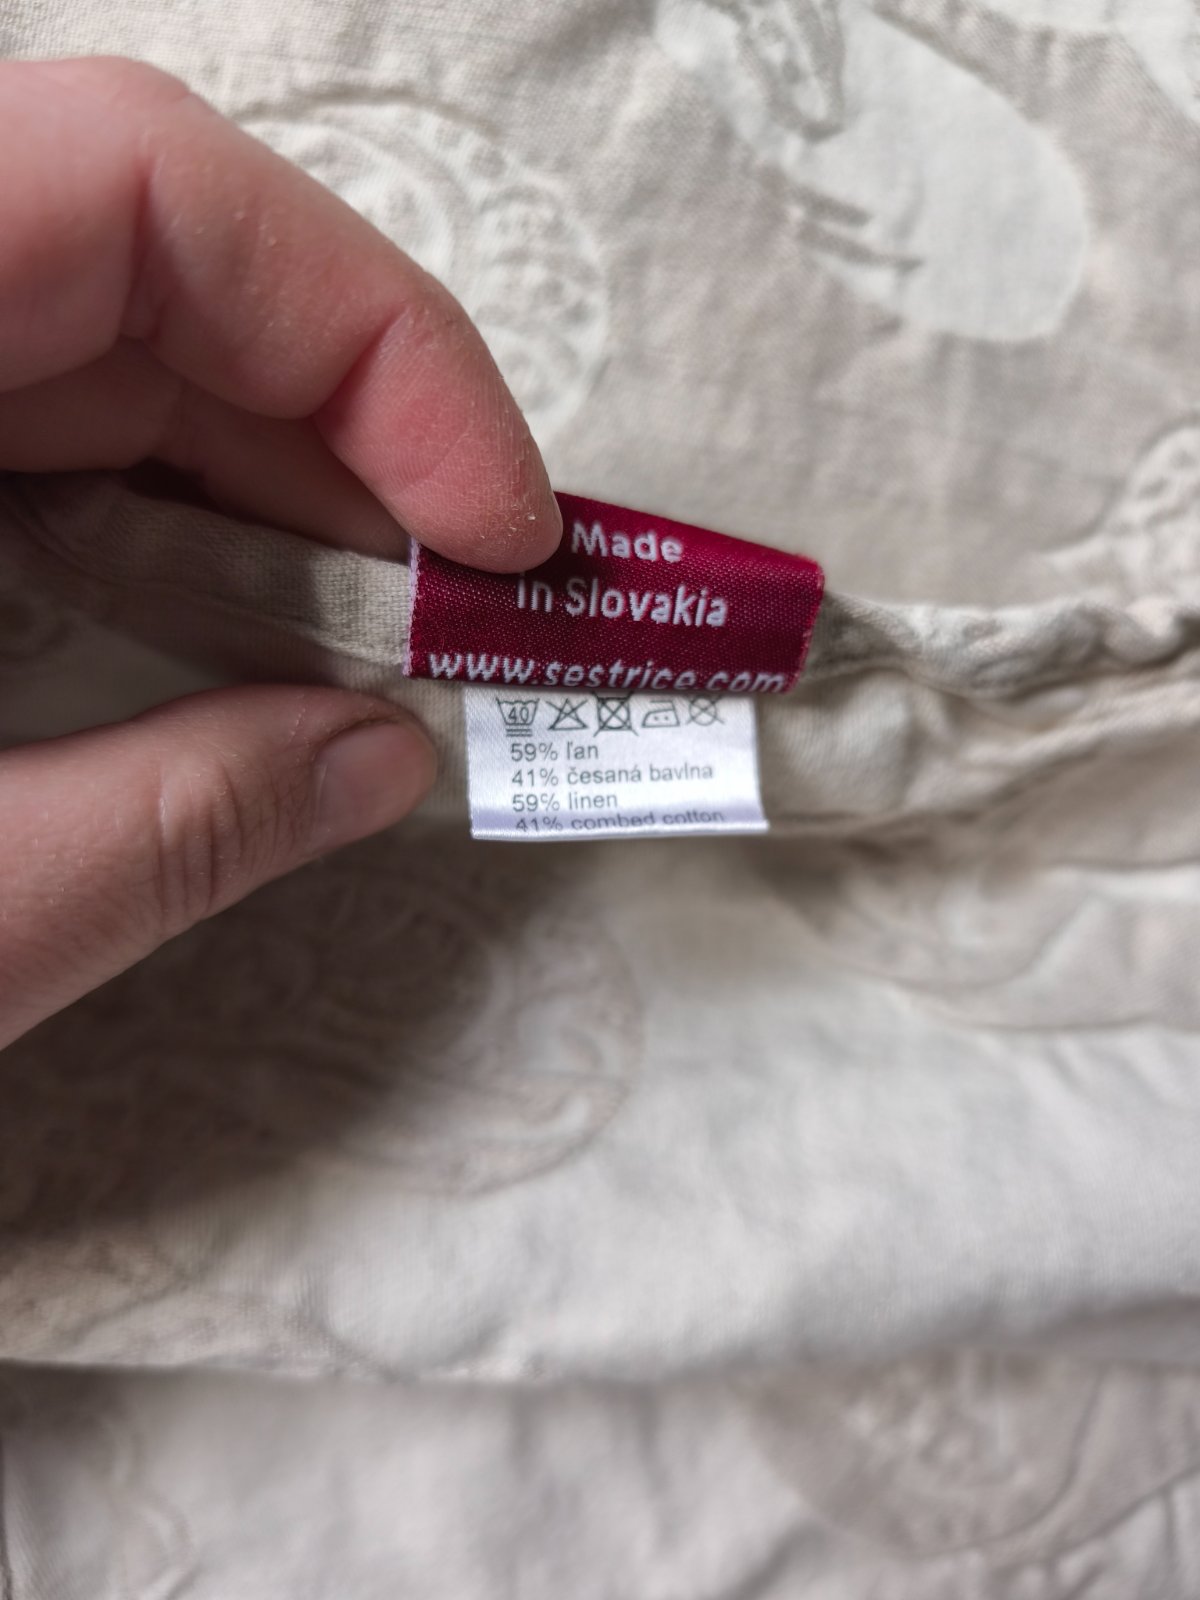 Made
in Slovakia
www.sestrice.com
40
59% ľan
41% česaná bavlna
59% linen
41% combed cotton